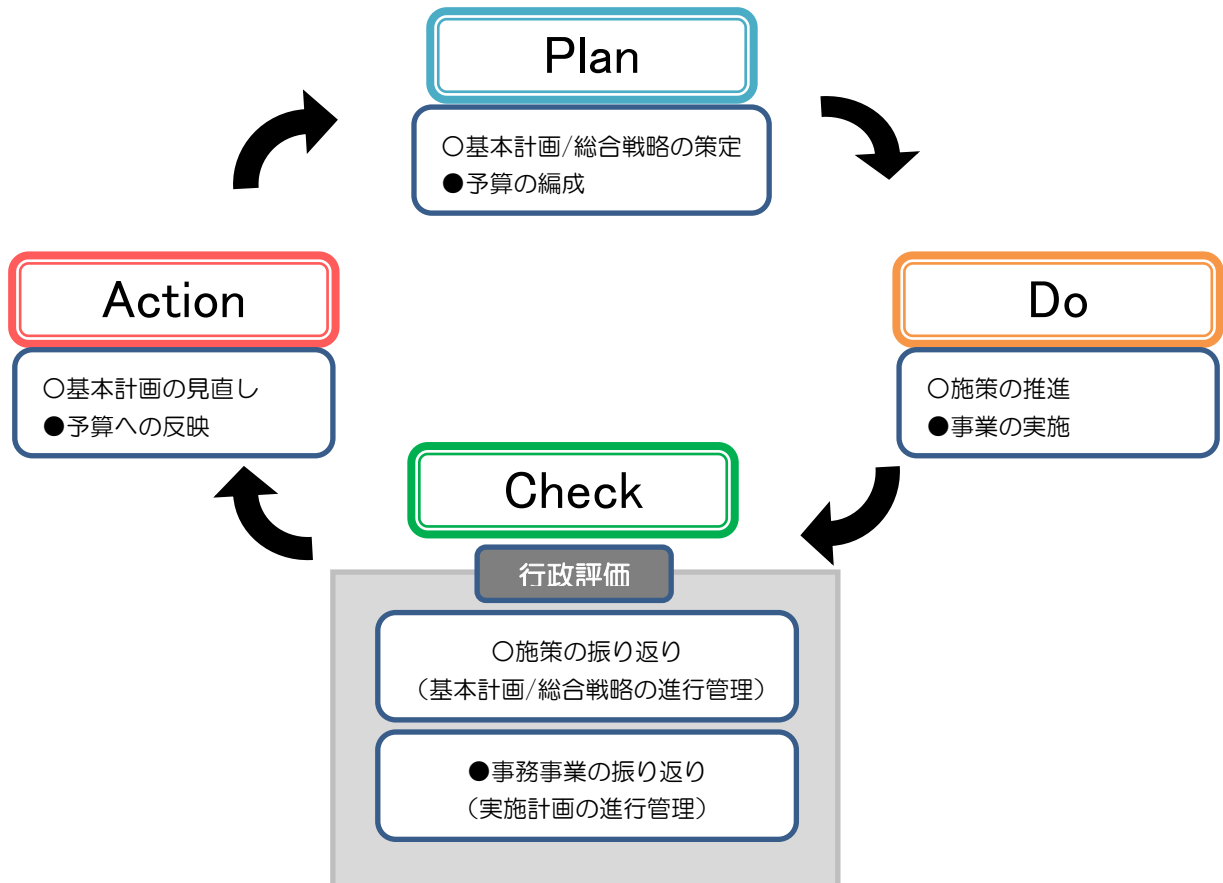 Plan
○基本計画/総合戦略の策定
●予算の編成
Do
○施策の推進
●事業の実施
Check
行政評価
○施策の振り返り
（基本計画/総合戦略の進行管理）
●事務事業の振り返り
（実施計画の進行管理）
Action
○基本計画の見直し
●予算への反映